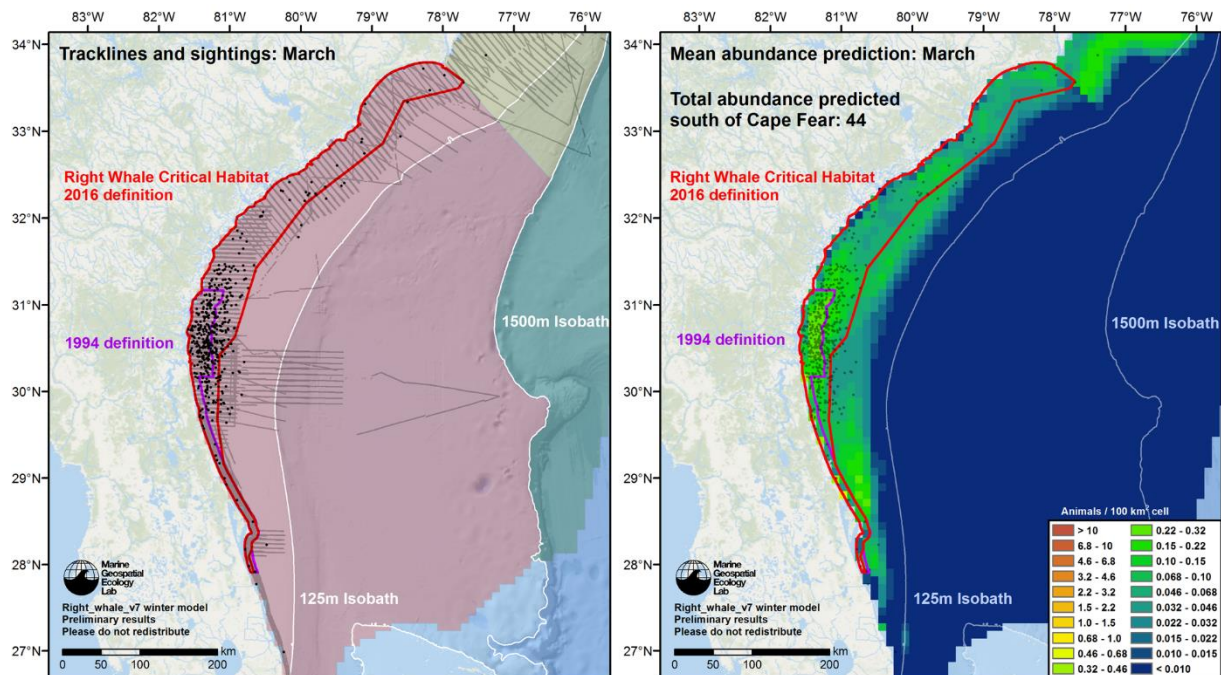 83°W 82°W 81°W 80°W 79°W 78°W 77°W 76°W
34°N
33°N
32°N
31°N
30°N
29°N
28°N
27°N
Tracklines and sightings: March
Right Whale Critical Habitat
2016 definition
1994 definition
1500m Isobath
125m Isobath
Marine
Geospatial
Ecology
Lab
Right_whale_v7 winter model
Preliminary results
Please do not redistribute
0 50 100 200
km
83°W 82°W 81°W 80°W 79°W 78°W 77°W 76°W
34°N
33°N
32°N
31°N
30°N
29°N
28°N
27°N
Mean abundance prediction: March
Total abundance predicted
south of Cape Fear: 44
Right Whale Critical Habitat
2016 definition
1994 definition
1500m Isobath
125m Isobath
Marine
Geospatial
Ecology
Lab
Right_whale_v7 winter model
Preliminary results
Please do not redistribute
0 50 100 200
km
Animals / 100 km² cell
> 10
6.8 - 10
4.6 - 6.8
3.2 - 4.6
2.2 - 3.2
1.5 - 2.2
1.0 - 1.5
0.68 - 1.0
0.46 - 0.68
0.32 - 0.46
0.22 - 0.32
0.15 - 0.22
0.10 - 0.15
0.068 - 0.10
0.046 - 0.068
0.032 - 0.046
0.022 - 0.032
0.015 - 0.022
0.010 - 0.015
< 0.010